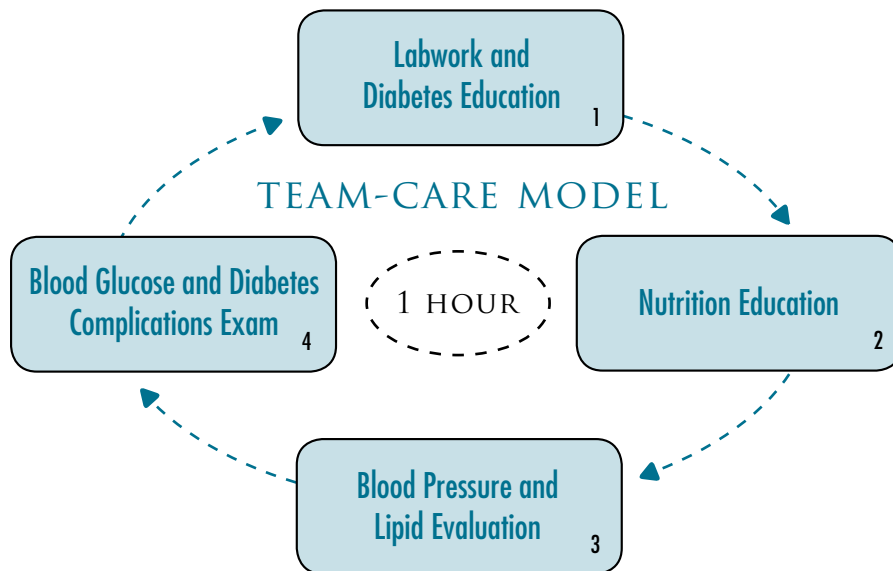 Labwork and
Diabetes Education
1
TEAM-CARE MODEL
Blood Glucose and Diabetes
Complications Exam
4
1 HOUR
Nutrition Education
2
Blood Pressure and
Lipid Evaluation
3